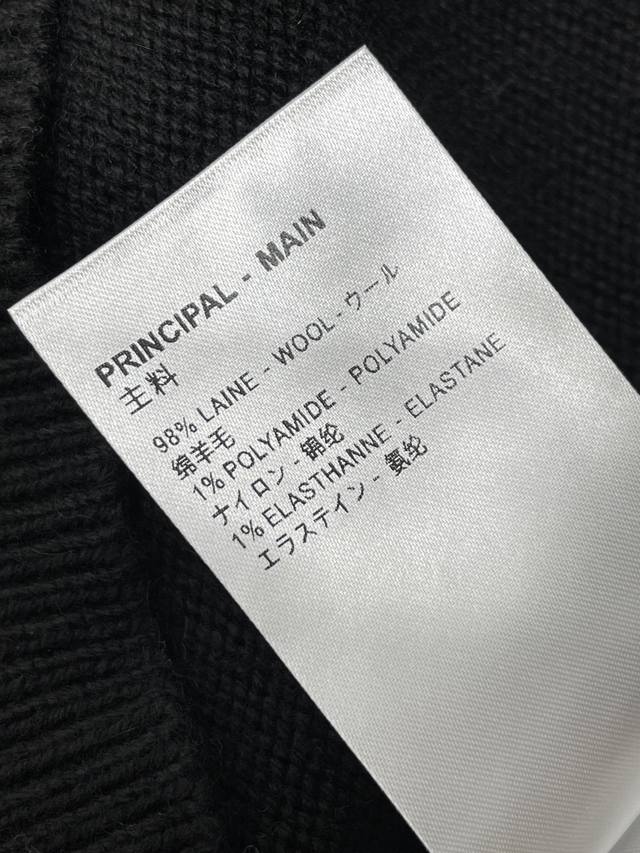 PRINCIPAL - MAIN
主料
98% LAINE - WOOL - ウール
绵羊毛
1% POLYAMIDE - POLYAMIDE
ナイロン - 锦纶
1% ELASTHANNE - ELASTANE
エラステイン - 氨纶